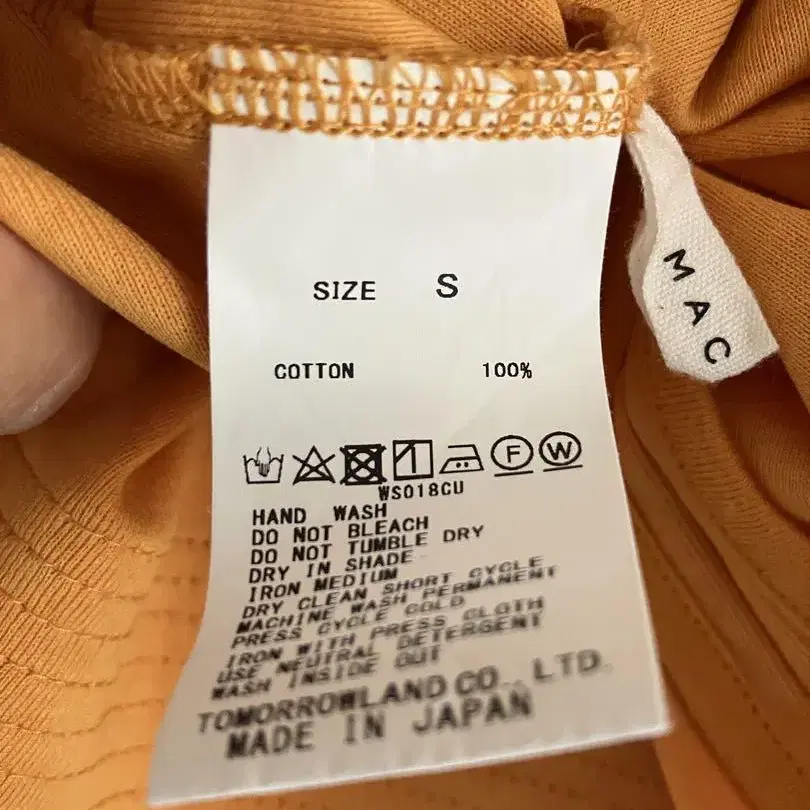 SIZE S
COTTON 100%
F W
WS018CU
HAND WASH
DO NOT BLEACH
DO NOT TUMBLE DRY
DRY IN SHADE
IRON MEDIUM
DRY CLEAN SHORT CYCLE
MACHINE WASH PERMANENT
PRESS CYCLE COLD
IRON WITH PRESS CLOTH
USE NEUTRAL DETERGENT
WASH INSIDE OUT
TOMORROWLAND CO., LTD.
MADE IN JAPAN
MAC